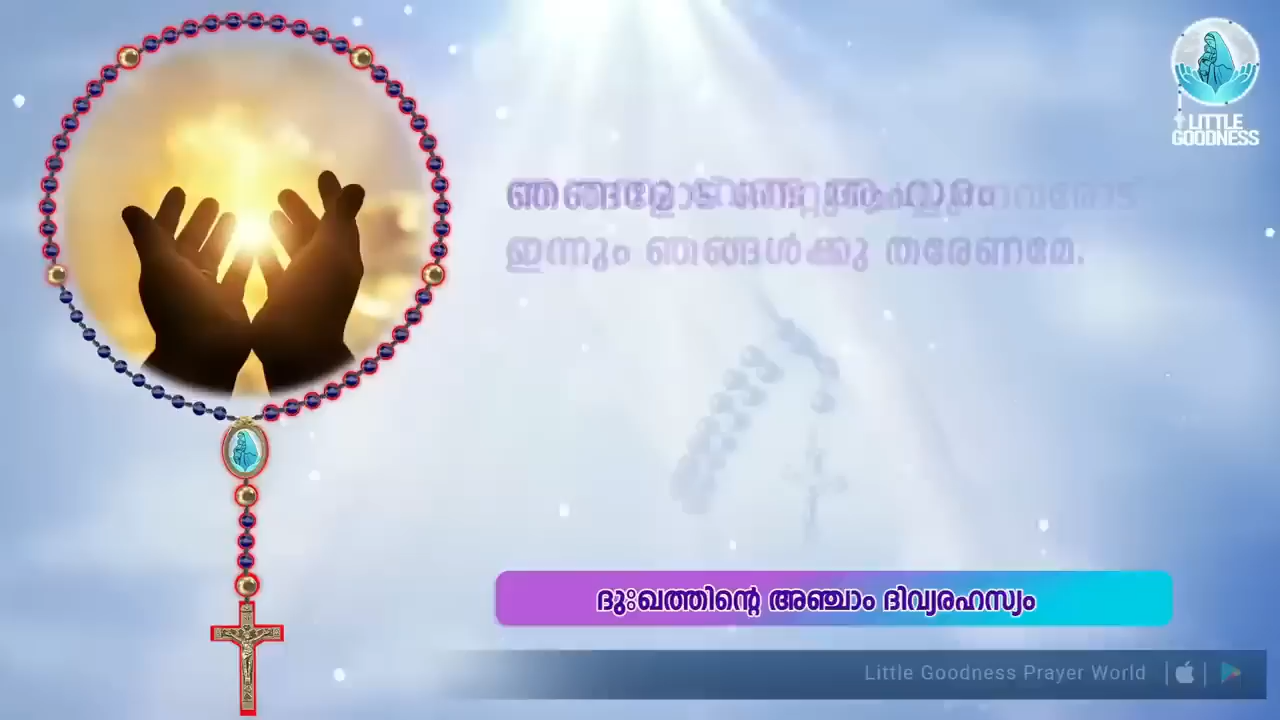 LITTLE
GOODNESS
ഇന്നും ഞങ്ങൾക്കു തരേണമേ.
ദുഃഖത്തിന്റെ അഞ്ചാം ദിവ്യരഹസ്യം
Little Goodness Prayer World